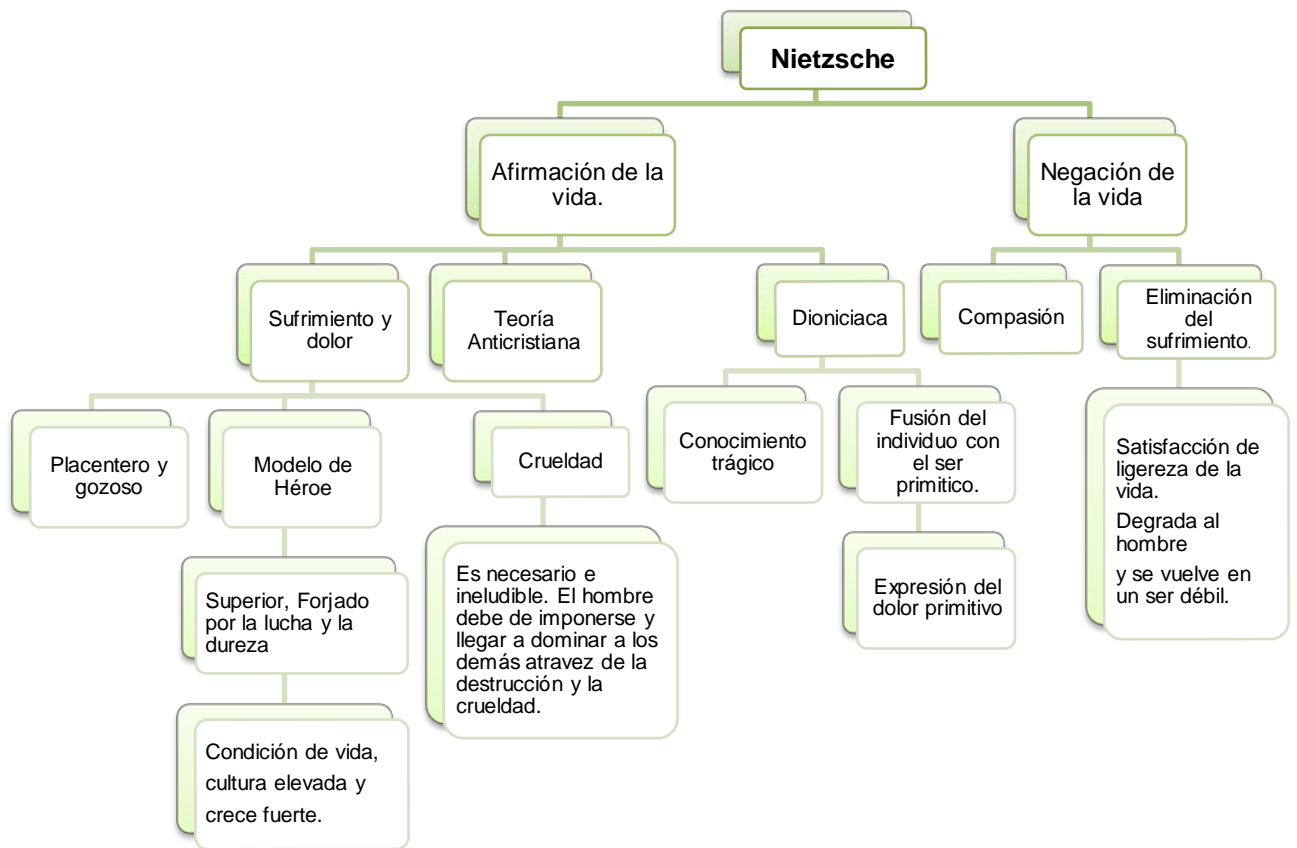 Nietzsche
Afirmación de la
vida.
Negación de
la vida
Sufrimiento y
dolor
Teoría
Anticristiana
Dioniciaca
Compasión
Eliminación
del
sufrimiento.
Placentero y
gozoso
Modelo de
Héroe
Crueldad
Conocimiento
trágico
Fusión del
individuo con
el ser
primitico.
Satisfacción de
ligereza de la
vida.
Degrada al
hombre
y se vuelve en
un ser débil.
Superior, Forjado
por la lucha y la
dureza
Es necesario e
ineludible. El hombre
debe de imponerse y
llegar a dominar a los
demás atravez de la
destrucción y la
crueldad.
Expresión del
dolor primitivo
Condición de vida,
cultura elevada y
crece fuerte.